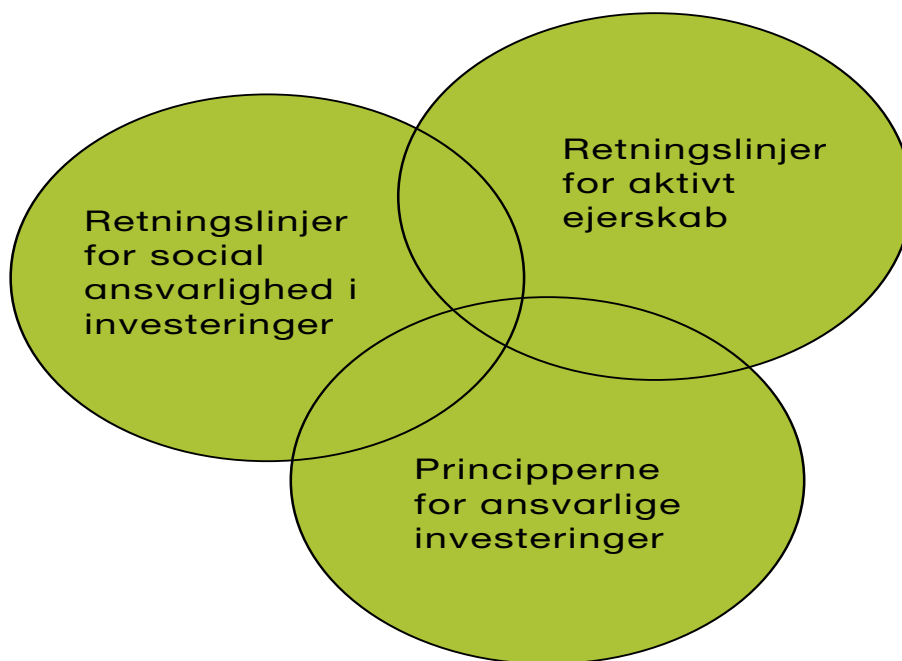 Retningslinjer
for social
ansvarlighed i
investeringer
Retningslinjer
for aktivt
ejerskab
Principperne
for ansvarlige
investeringer